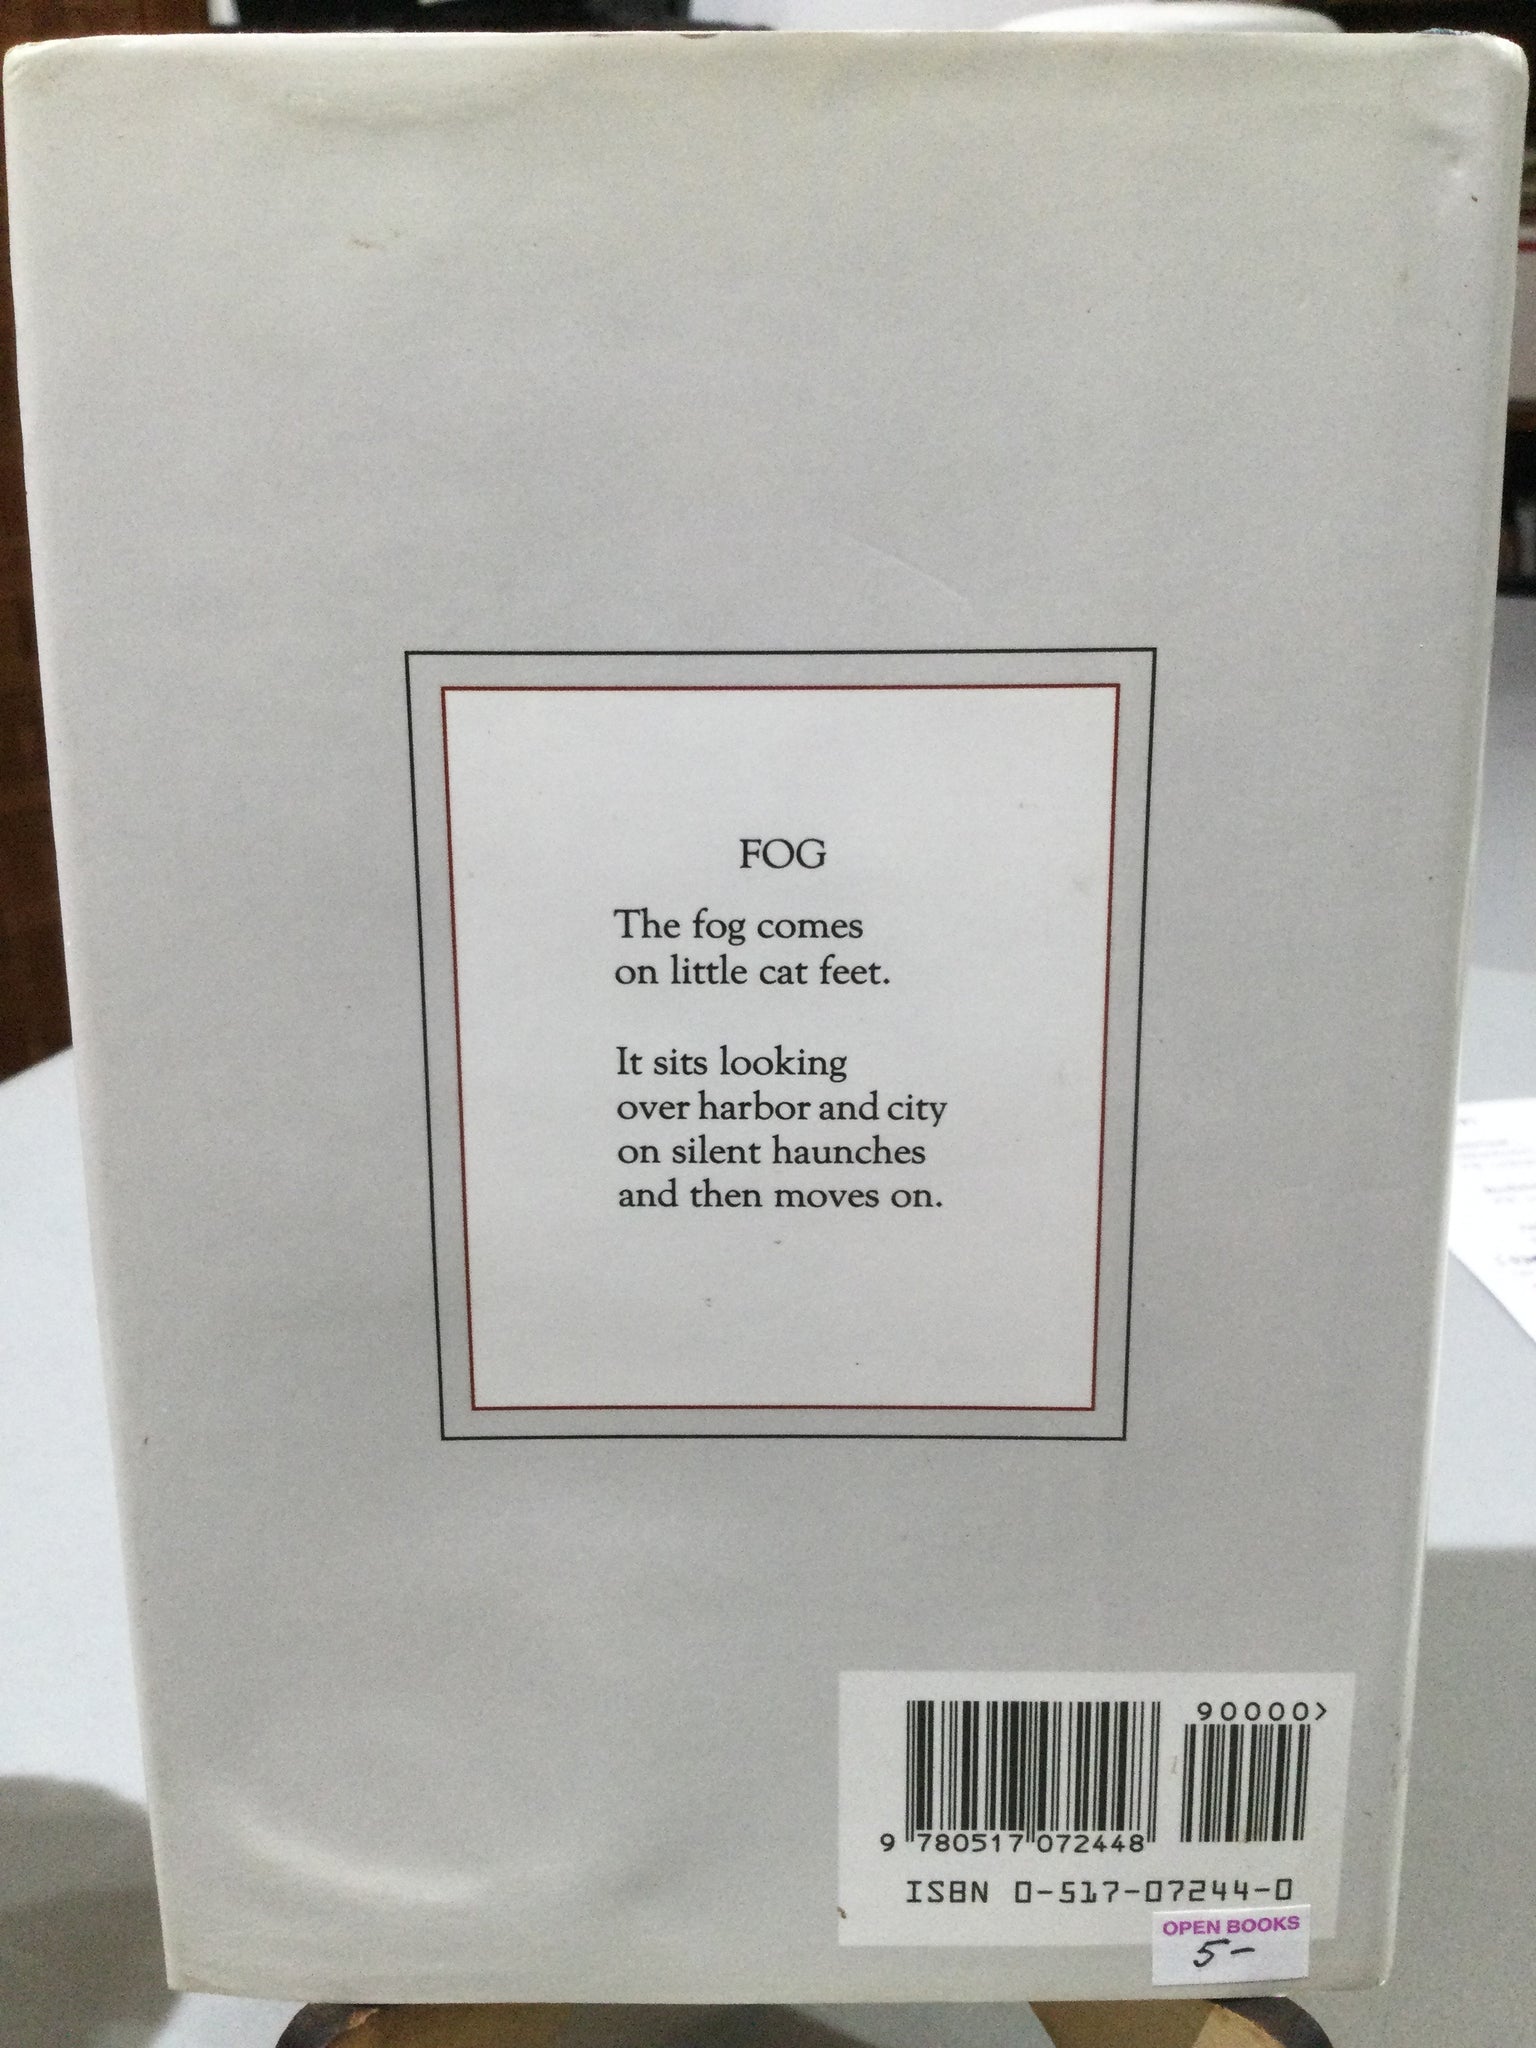 FOG
The fog comes
on little cat feet.
It sits looking
over harbor and city
on silent haunches
and then moves on.
90000>
9 780517 072448
ISBN 0-517-07244-0
OPEN BOOKS
5-